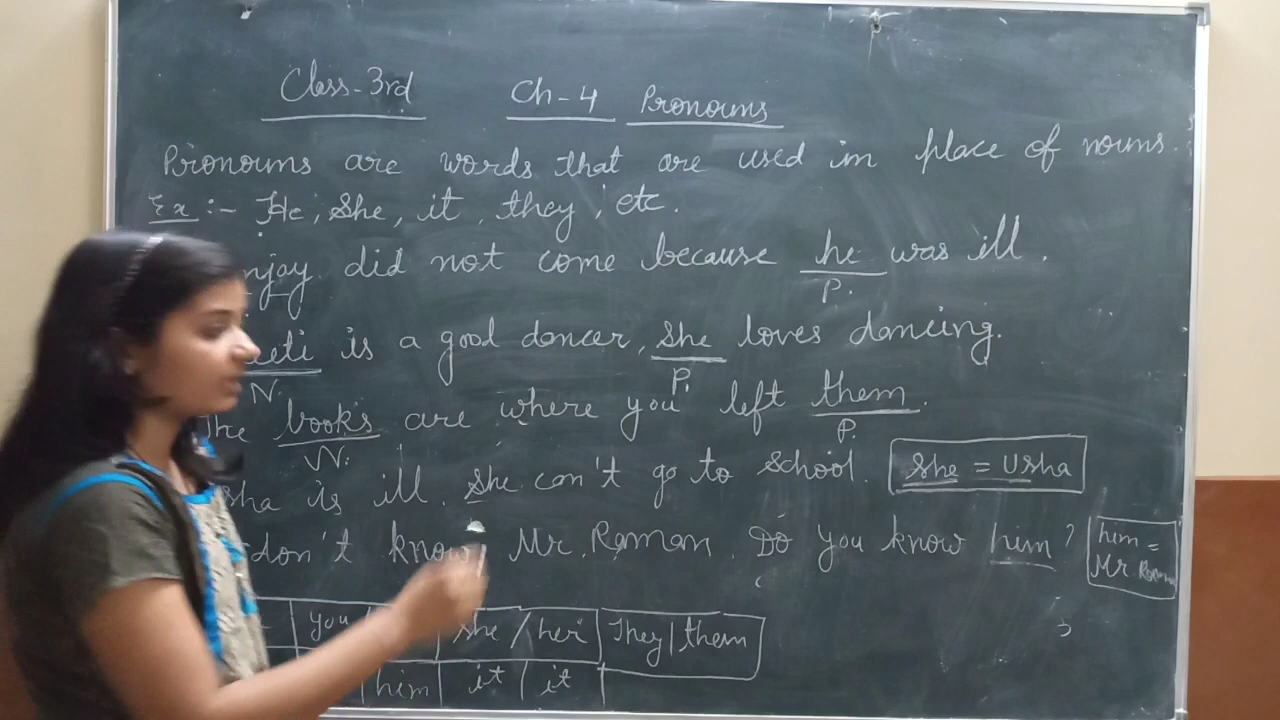 Class-3rd Ch-4 Pronouns
Pronouns are words that are used in place of nouns.
Ex :- He, She, it, they, etc.
njoy did not come because he was ill.
P.
eeti is a good dancer, She loves dancing.
N. P.
The books are where you left them.
N. P.
sha is ill. She can't go to School. She = Usha
don't know Mr. Raman. Do you know him? him =
Mr Raman
you she / her They / them
him it / it